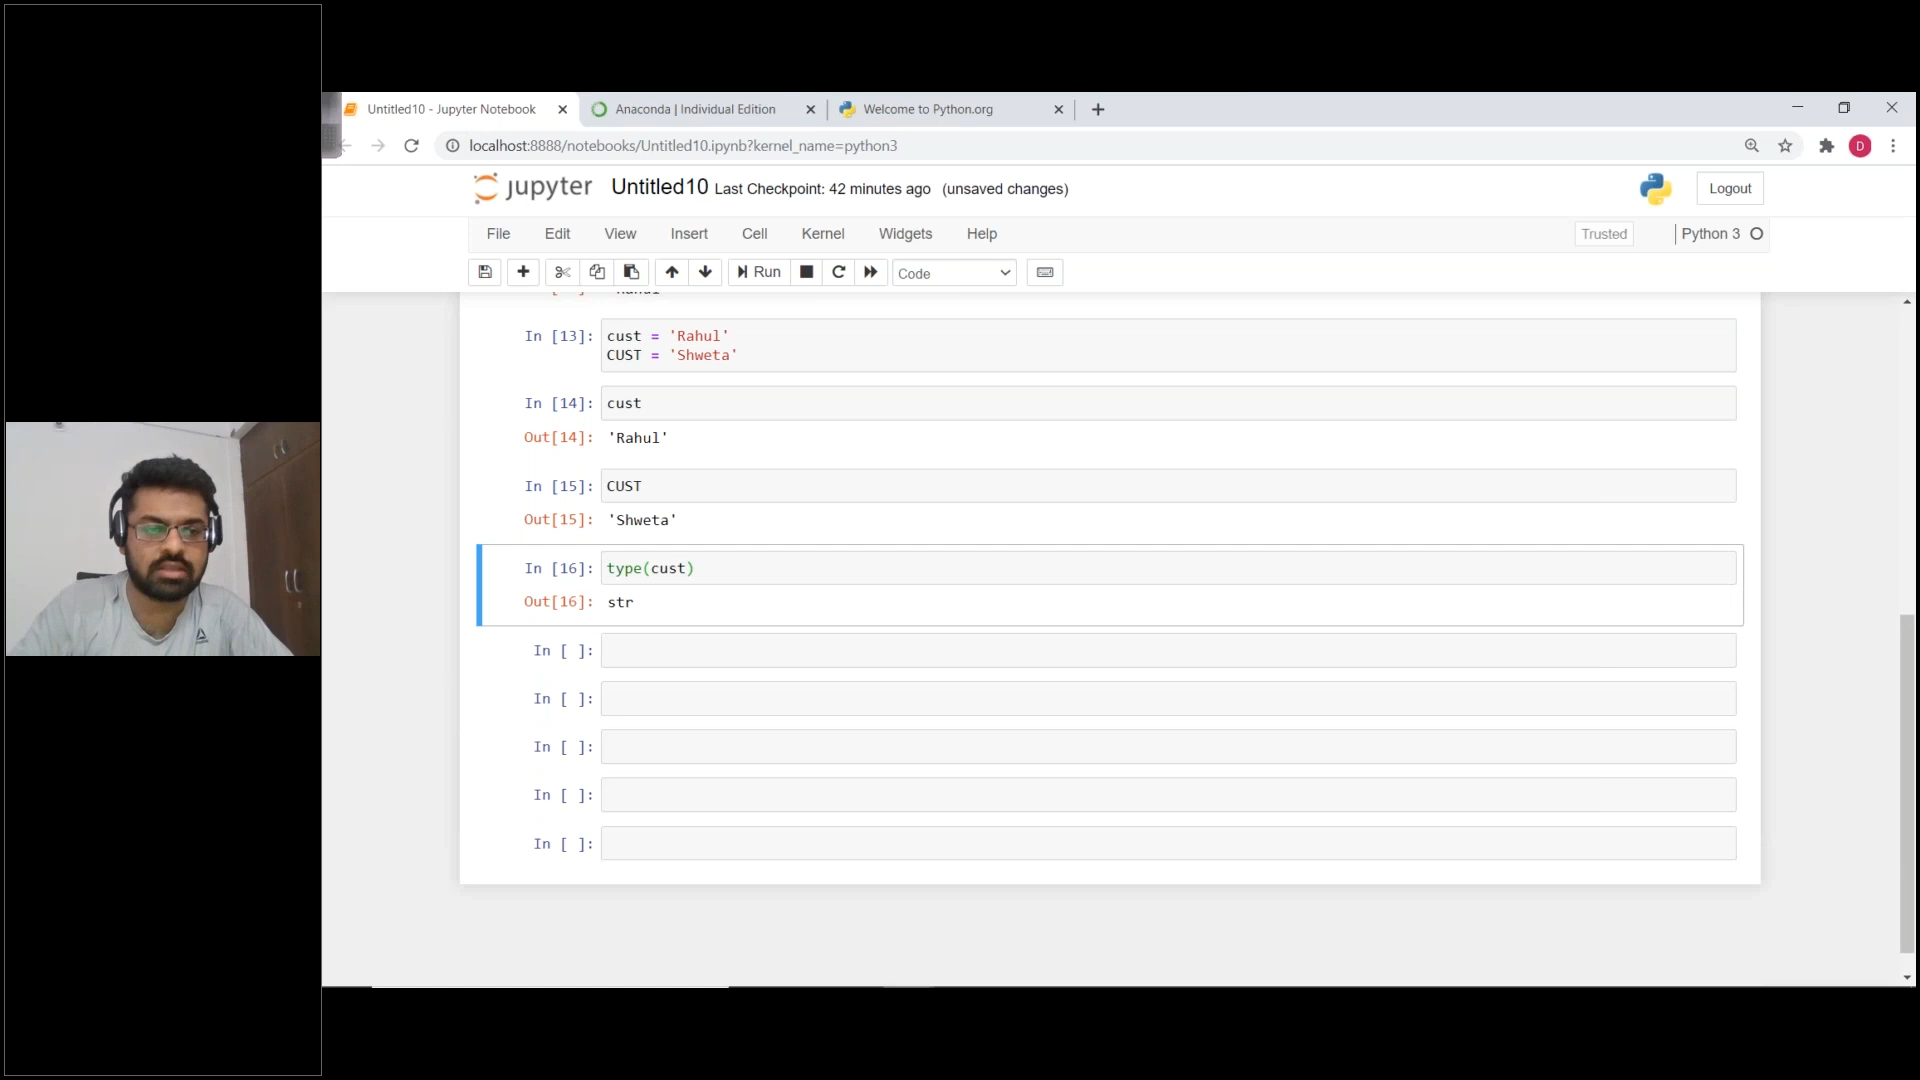 Untitled10 - Jupyter Notebook
Anaconda | Individual Edition
Welcome to Python.org
localhost:8888/notebooks/Untitled10.ipynb?kernel_name=python3
D
jupyter Untitled10 Last Checkpoint: 42 minutes ago (unsaved changes)
Logout
File Edit View Insert Cell Kernel Widgets Help
Trusted
Python 3
Run
Code
In [13]: cust = 'Rahul'
CUST = 'Shweta'
In [14]: cust
Out[14]: 'Rahul'
In [15]: CUST
Out[15]: 'Shweta'
In [16]: type(cust)
Out[16]: str
In [ ]:
In [ ]:
In [ ]:
In [ ]:
In [ ]: